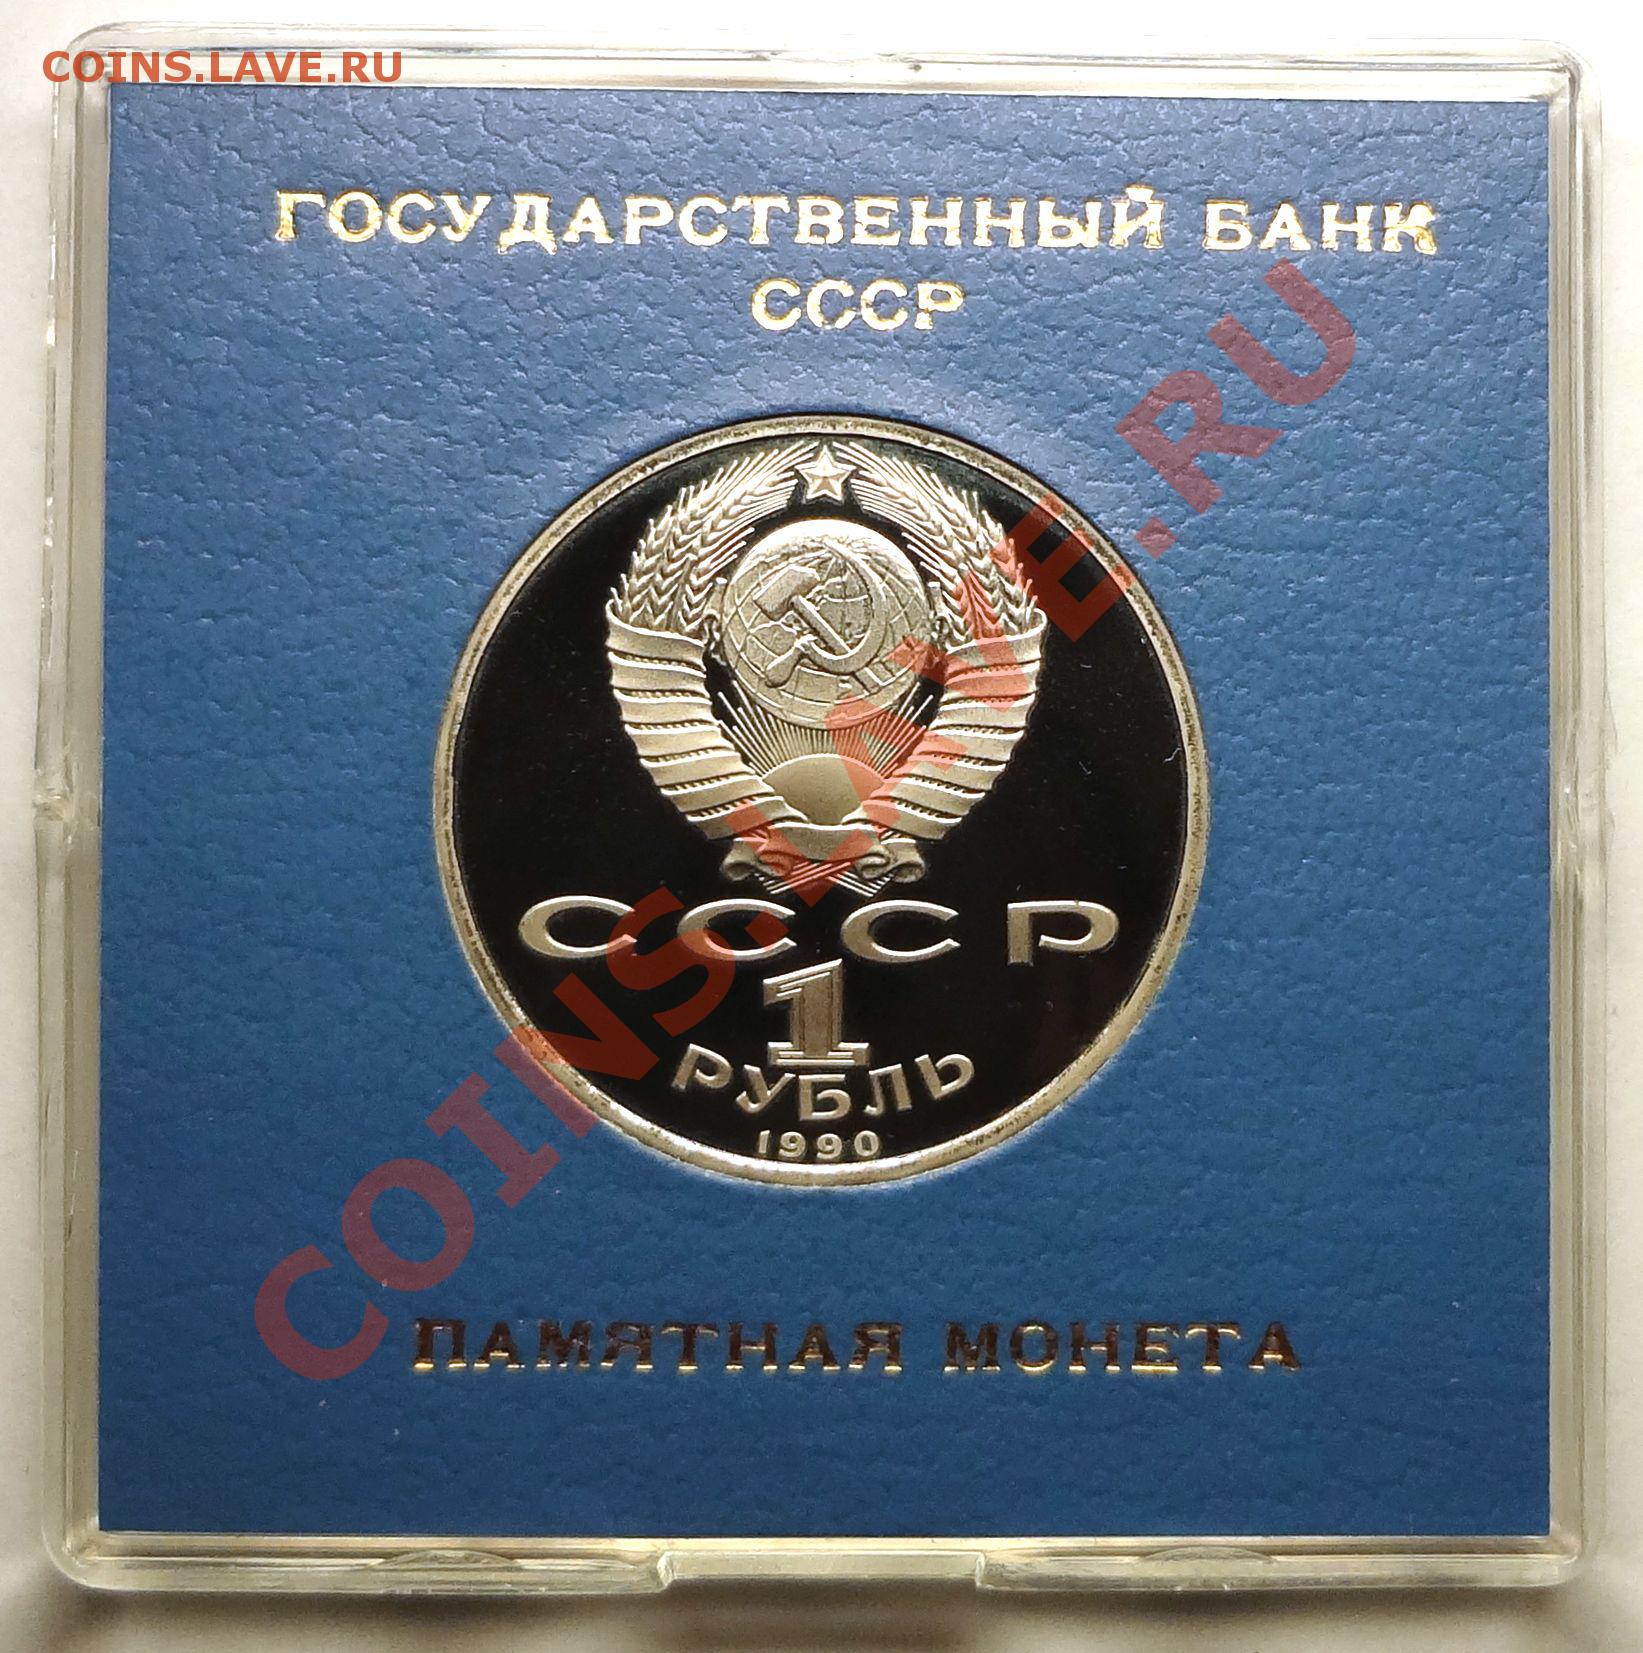 COINS.LAVE.RU
ГОСУДАРСТВЕННЫЙ БАНК
СССР
СССР
1
РУБЛЬ
1990
ПАМЯТНАЯ МОНЕТА
COINS.LAVE.RU